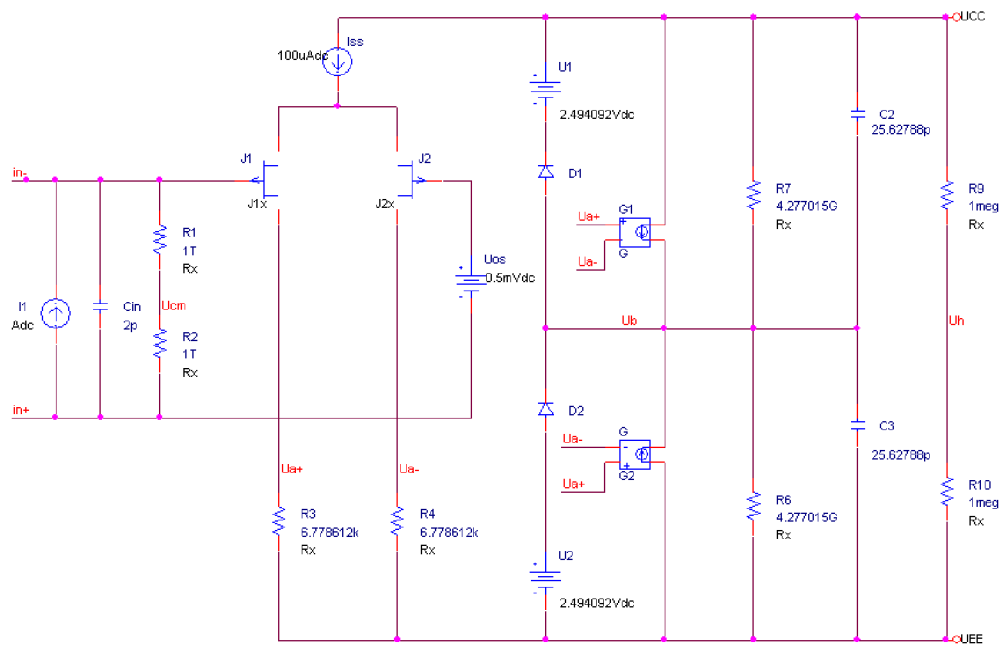 UCC
Iss
100uAdc
U1
2.494092Vdc
C2
25.62788p
in-
J1
J2
D1
J1x
J2x
R7
4.277015G
Rx
R9
1meg
Rx
G1
Ua+
+
-
G
Ua-
R1
1T
Rx
Uos
0.5mVdc
I1
Adc
Cin
2p
Ucm
Ub
Uh
R2
1T
Rx
in+
D2
G
Ua-
-
+
G2
Ua+
C3
25.62788p
Ua+
Ua-
R3
6.778612k
Rx
R4
6.778612k
Rx
R6
4.277015G
Rx
R10
1meg
Rx
U2
2.494092Vdc
UEE